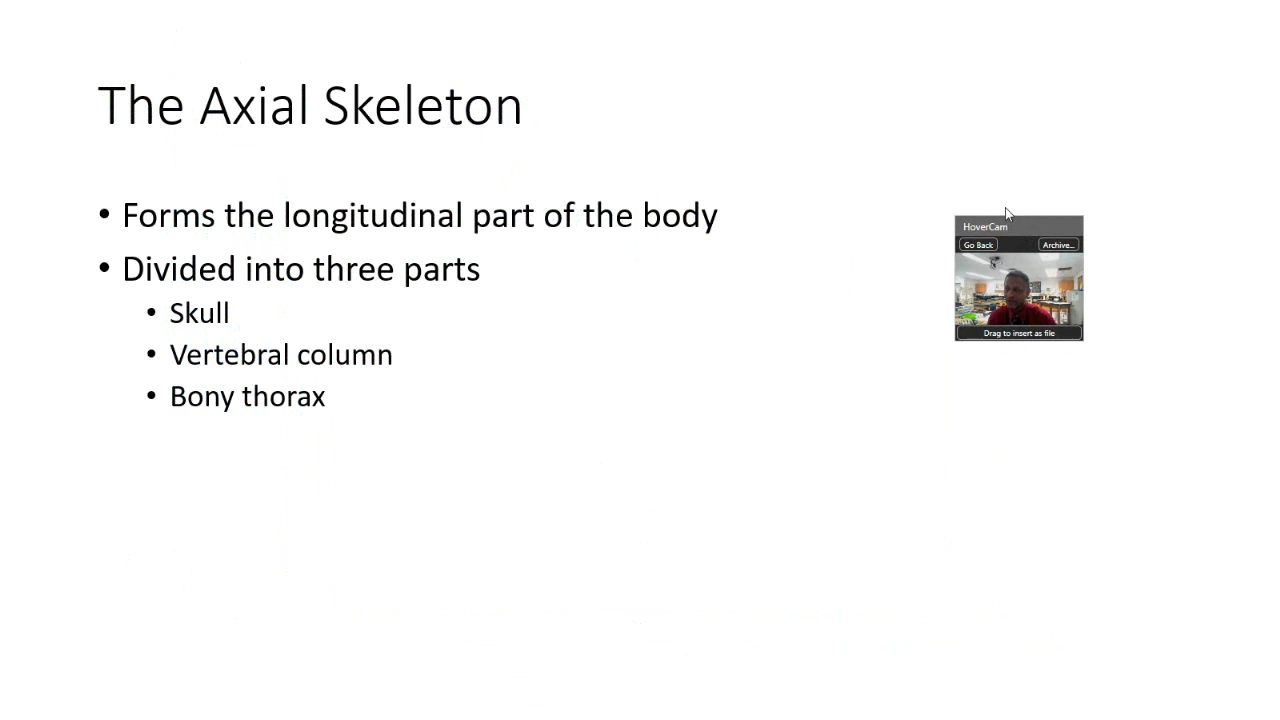 The Axial Skeleton
• Forms the longitudinal part of the body
• Divided into three parts
• Skull
• Vertebral column
• Bony thorax
HoverCam
Go Back
Archive...
Drag to insert as file